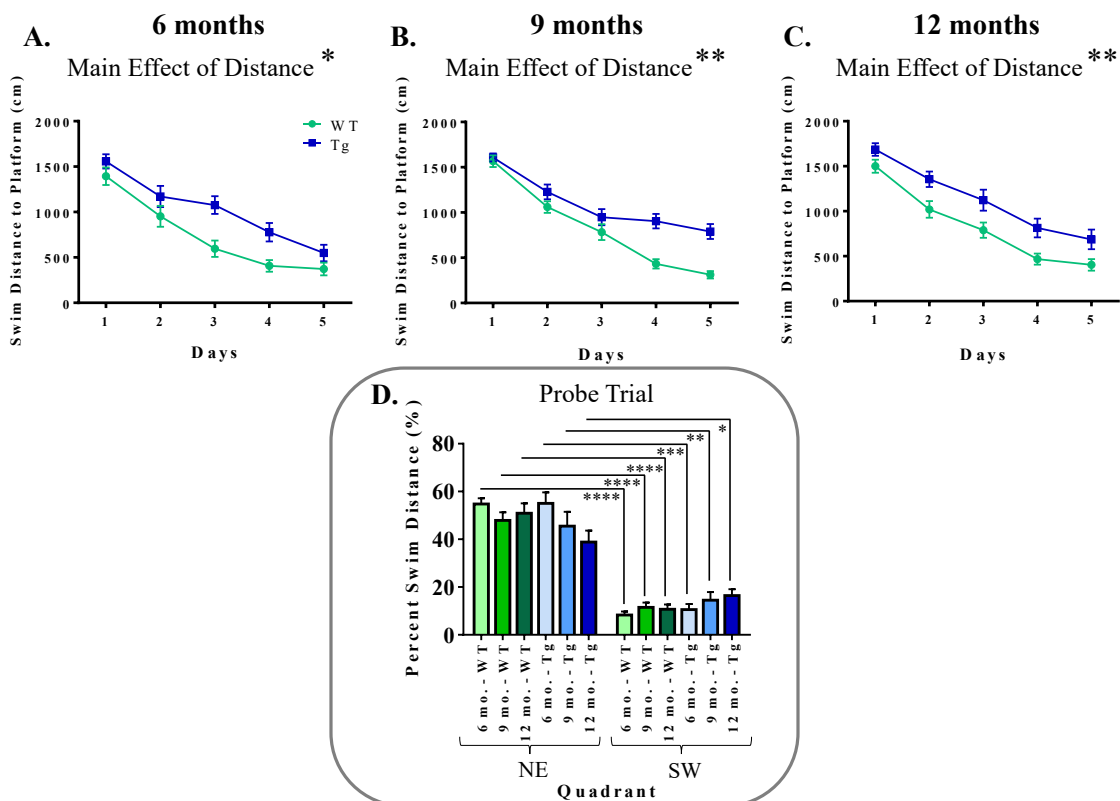 6 months
9 months
12 months
A.
B.
C.
Main Effect of Distance *
Main Effect of Distance **
Main Effect of Distance **
Swim Distance to Platform (cm)
2000
1500
1000
500
0
WT
Tg
1 2 3 4 5
Days
Swim Distance to Platform (cm)
2000
1500
1000
500
0
1 2 3 4 5
Days
Swim Distance to Platform (cm)
2000
1500
1000
500
0
1 2 3 4 5
Days
D.
Probe Trial
Percent Swim Distance (%)
80
60
40
20
0
*
**
***
****
****
****
6 mo.-WT
9 mo.-WT
12 mo.-WT
6 mo.-Tg
9 mo.-Tg
12 mo.-Tg
6 mo.-WT
9 mo.-WT
12 mo.-WT
6 mo.-Tg
9 mo.-Tg
12 mo.-Tg
NE
SW
Quadrant